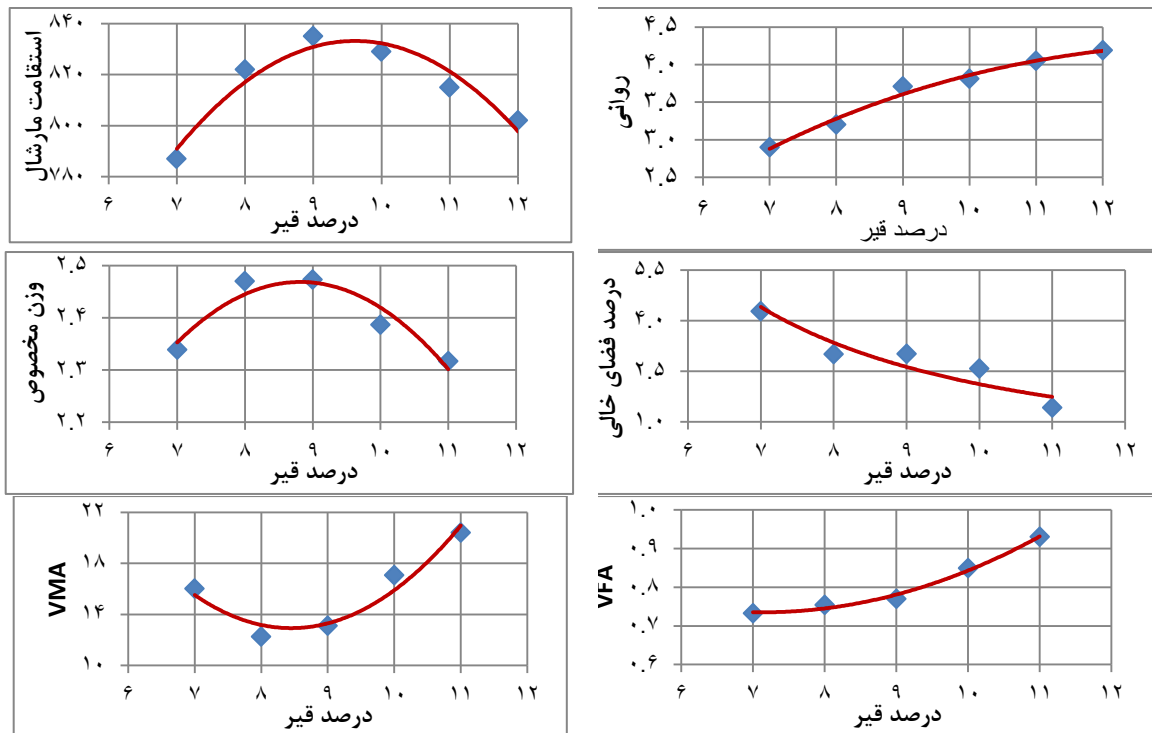 استقامت مارشال
۸۴۰
۸۲۰
۸۰۰
۷۸۰
۶ ۷ ۸ ۹ ۱۰ ۱۱ ۱۲
درصد قیر
روانی
۴.۵
۴.۰
۳.۵
۳.۰
۲.۵
۶ ۷ ۸ ۹ ۱۰ ۱۱ ۱۲
درصد قیر
وزن مخصوص
۲.۵
۲.۴
۲.۳
۲.۲
۶ ۷ ۸ ۹ ۱۰ ۱۱ ۱۲
درصد قیر
درصد فضای خالی
۵.۵
۴.۰
۲.۵
۱.۰
۶ ۷ ۸ ۹ ۱۰ ۱۱ ۱۲
درصد قیر
VMA
۲۲
۱۸
۱۴
۱۰
۶ ۷ ۸ ۹ ۱۰ ۱۱ ۱۲
درصد قیر
VFA
۱.۰
۰.۹
۰.۸
۰.۷
۰.۶
۶ ۷ ۸ ۹ ۱۰ ۱۱ ۱۲
درصد قیر